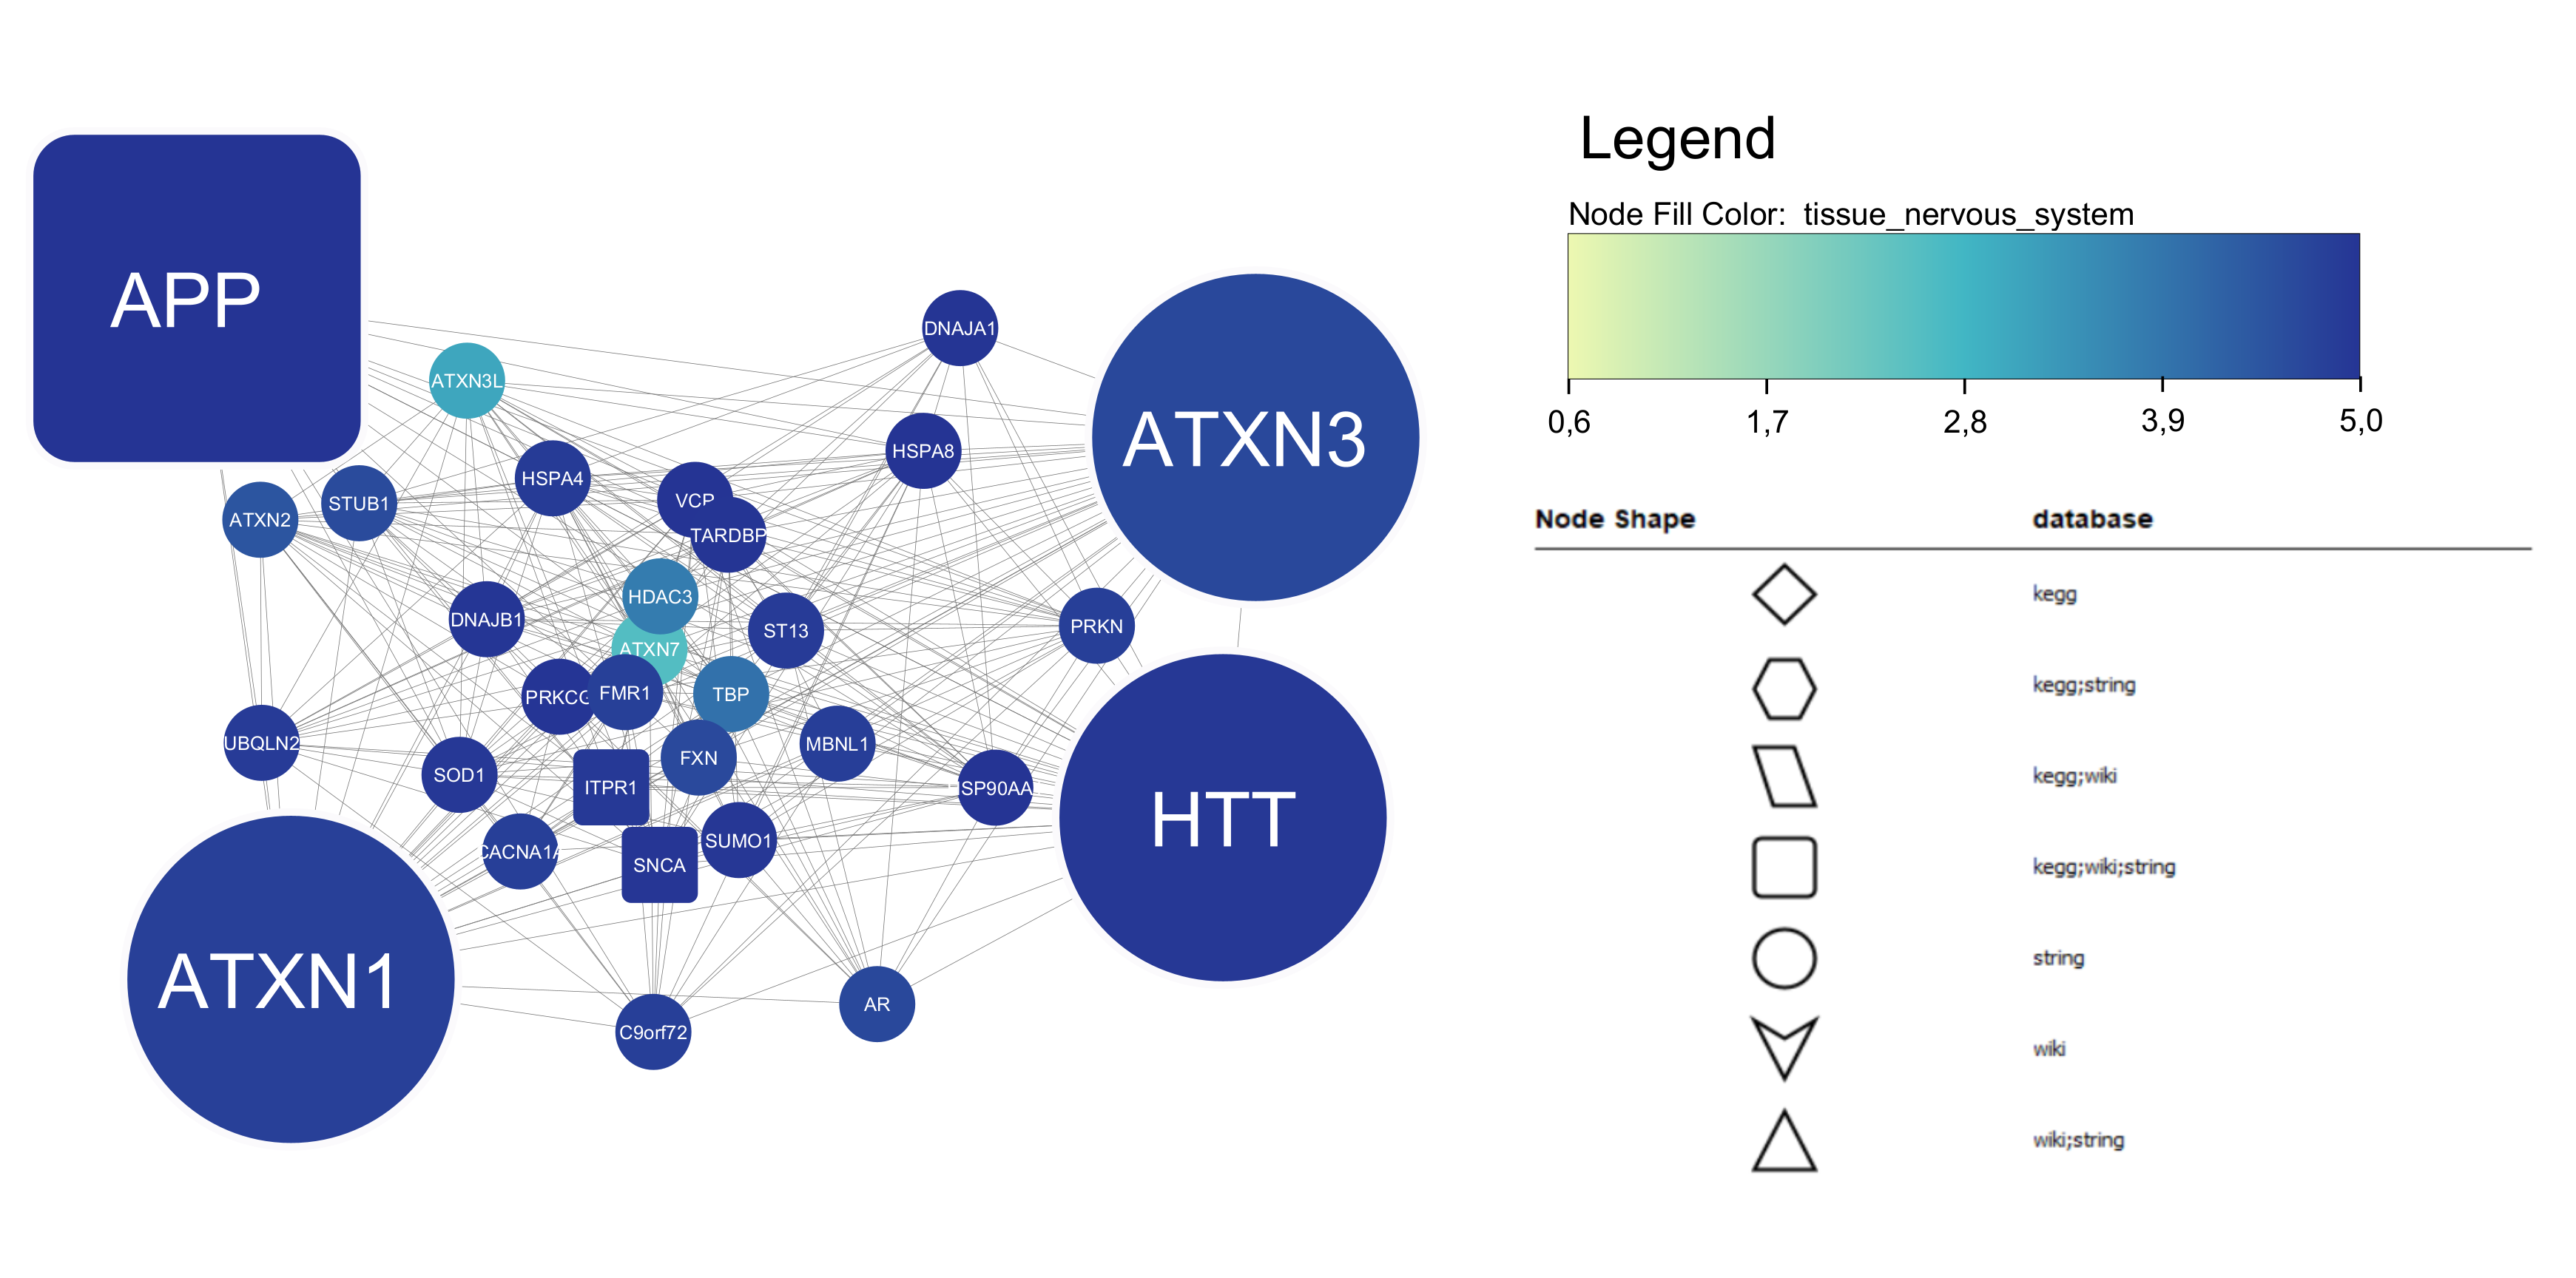 APP
ATXN3
DNAJA1
ATXN3L
HSPA8
HSPA4
VCP
STUB1
ATXN2
TARDBP
HDAC3
DNAJB1
ST13
PRKN
ATXN7
PRKCG
FMR1
TBP
UBQLN2
MBNL1
FXN
SOD1
ITPR1
SP90AA
HTT
SUMO1
CACNA1A
SNCA
ATXN1
AR
C9orf72
Legend
Node Fill Color: tissue_nervous_system
0,6 1,7 2,8 3,9 5,0
Node Shape database
kegg
kegg;string
kegg;wiki
kegg;wiki;string
string
wiki
wiki;string